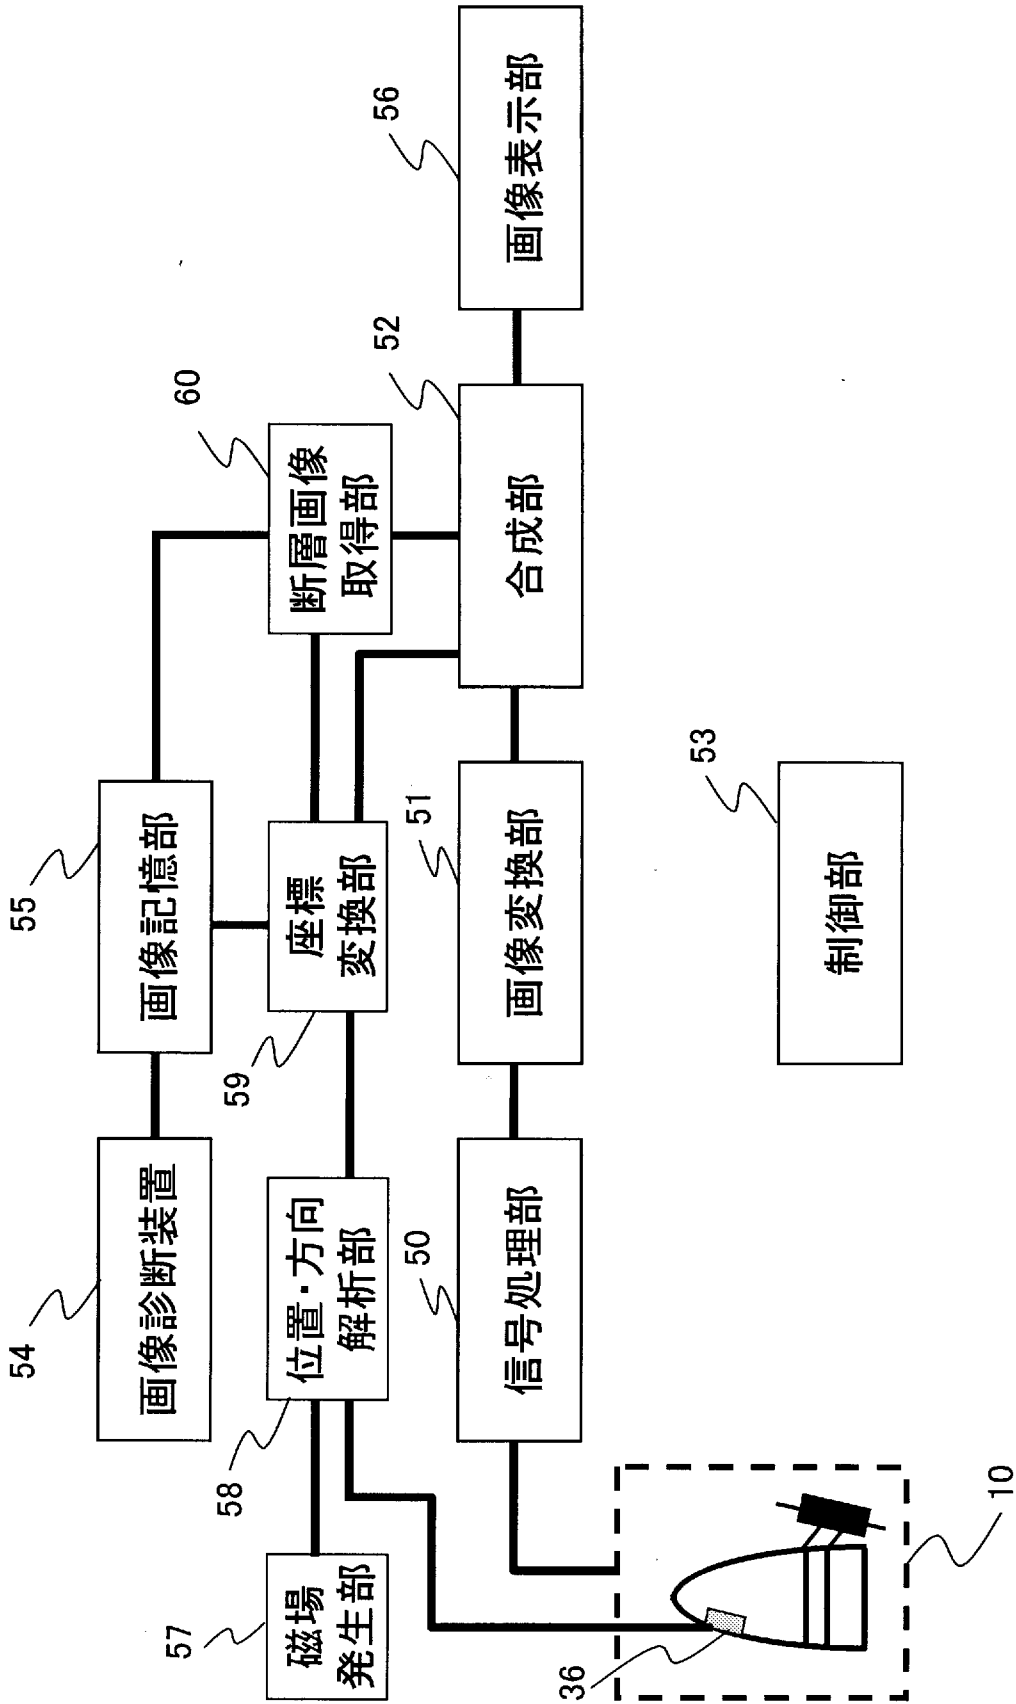 54
画像診断装置
55
画像記憶部
57
磁場
発生部
58
位置・方向
解析部
59
座標
変換部
60
断層画像
取得部
50
信号処理部
51
画像変換部
52
合成部
56
画像表示部
36
10
53
制御部